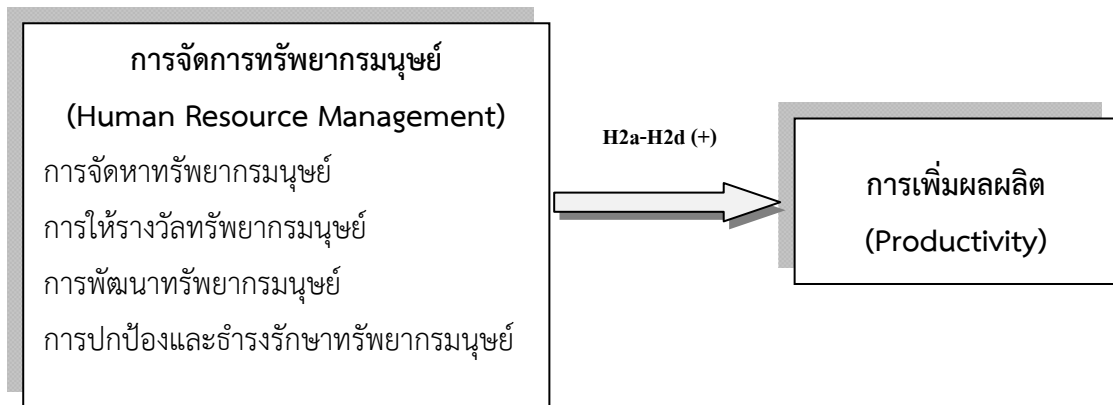 การจัดการทรัพยากรมนุษย์
(Human Resource Management)
การจัดหาทรัพยากรมนุษย์
การให้รางวัลทรัพยากรมนุษย์
การพัฒนาทรัพยากรมนุษย์
การปกป้องและธำรงรักษาทรัพยากรมนุษย์
H2a-H2d (+)
การเพิ่มผลผลิต
(Productivity)